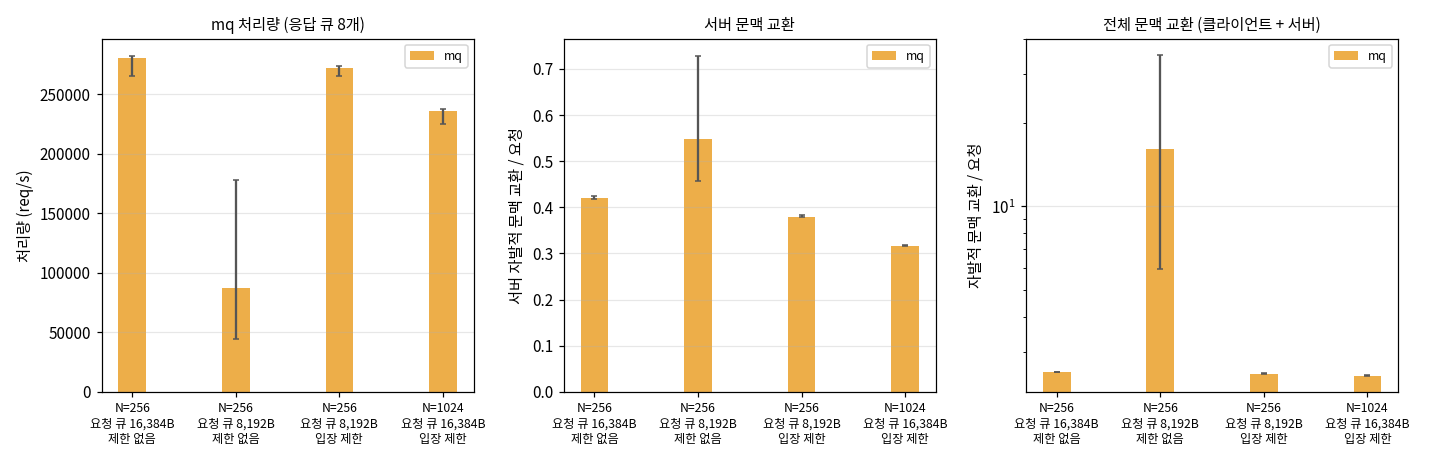 mq 처리량 (응답 큐 8개)
mq
처리량 (req/s)
250000
200000
150000
100000
50000
0
N=256
요청 큐 16,384B
제한 없음
N=256
요청 큐 8,192B
제한 없음
N=256
요청 큐 8,192B
입장 제한
N=1024
요청 큐 16,384B
입장 제한
서버 문맥 교환
mq
서버 자발적 문맥 교환 / 요청
0.7
0.6
0.5
0.4
0.3
0.2
0.1
0.0
N=256
요청 큐 16,384B
제한 없음
N=256
요청 큐 8,192B
제한 없음
N=256
요청 큐 8,192B
입장 제한
N=1024
요청 큐 16,384B
입장 제한
전체 문맥 교환 (클라이언트 + 서버)
mq
자발적 문맥 교환 / 요청
10¹
N=256
요청 큐 16,384B
제한 없음
N=256
요청 큐 8,192B
제한 없음
N=256
요청 큐 8,192B
입장 제한
N=1024
요청 큐 16,384B
입장 제한